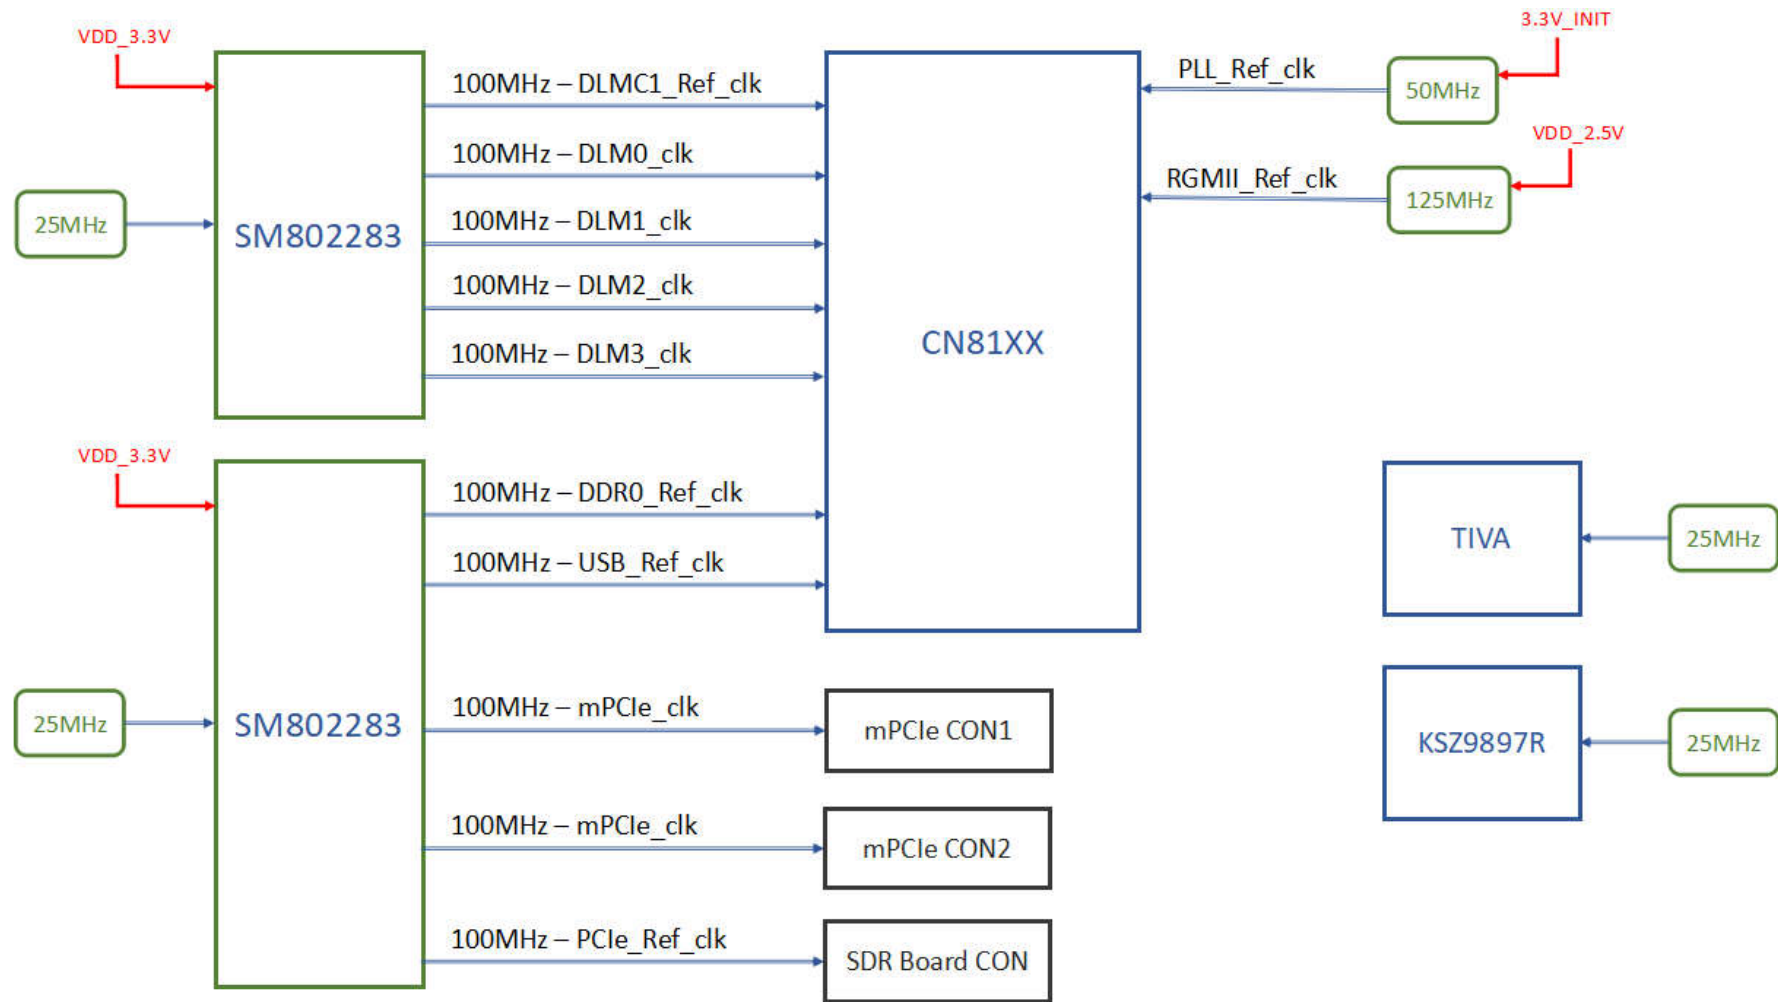 VDD_3.3V
25MHz
SM802283
100MHz – DLMC1_Ref_clk
100MHz – DLM0_clk
100MHz – DLM1_clk
100MHz – DLM2_clk
100MHz – DLM3_clk
CN81XX
PLL_Ref_clk
50MHz
3.3V_INIT
RGMII_Ref_clk
125MHz
VDD_2.5V
VDD_3.3V
25MHz
SM802283
100MHz – DDR0_Ref_clk
100MHz – USB_Ref_clk
100MHz – mPCIe_clk
mPCIe CON1
100MHz – mPCIe_clk
mPCIe CON2
100MHz – PCIe_Ref_clk
SDR Board CON
TIVA
25MHz
KSZ9897R
25MHz